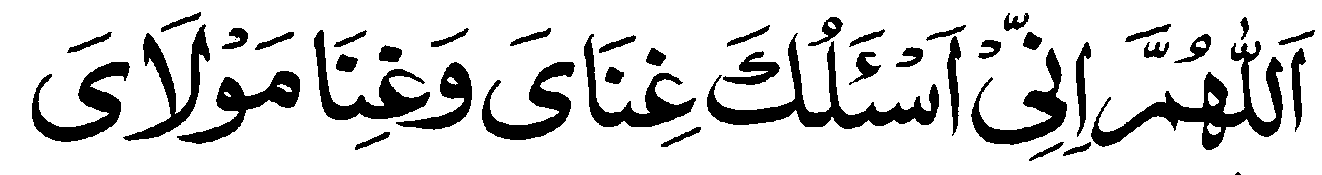 اَللّٰهُمَّ اِنِّیْۤ اَسْئَلُكَ غِنَایَ وَغِنَا مَوْلَایَ